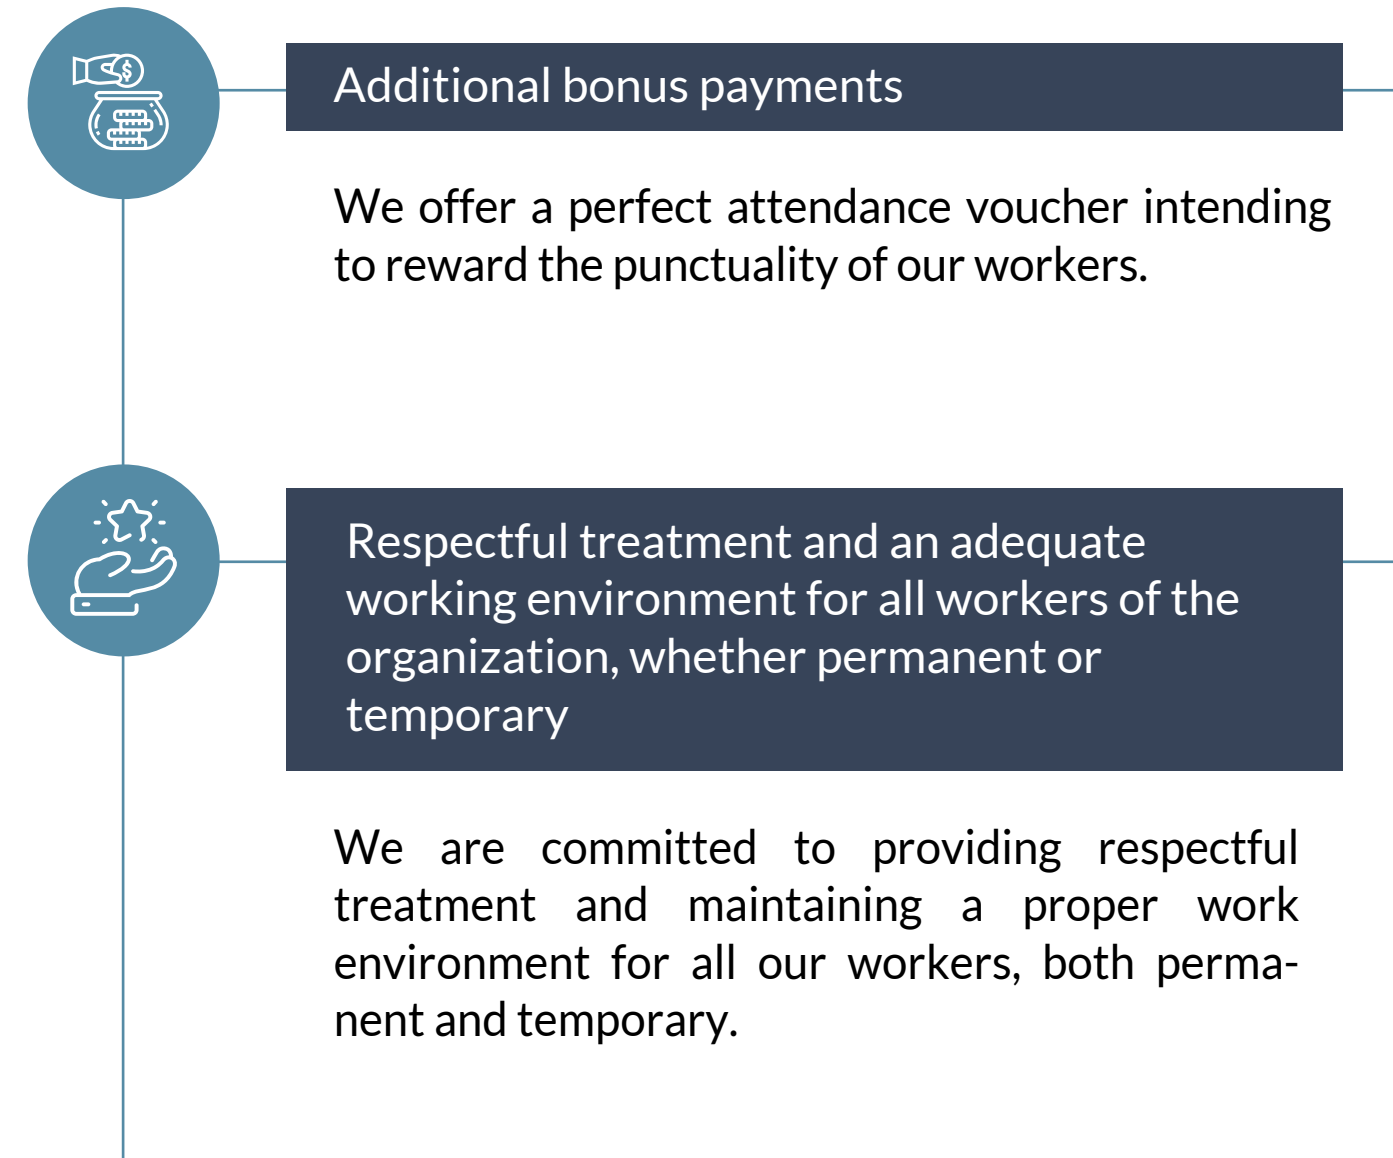 Additional bonus payments
We offer a perfect attendance voucher intending
to reward the punctuality of our workers.
Respectful treatment and an adequate
working environment for all workers of the
organization, whether permanent or
temporary
We are committed to providing respectful
treatment and maintaining a proper work
environment for all our workers, both perma-
nent and temporary.